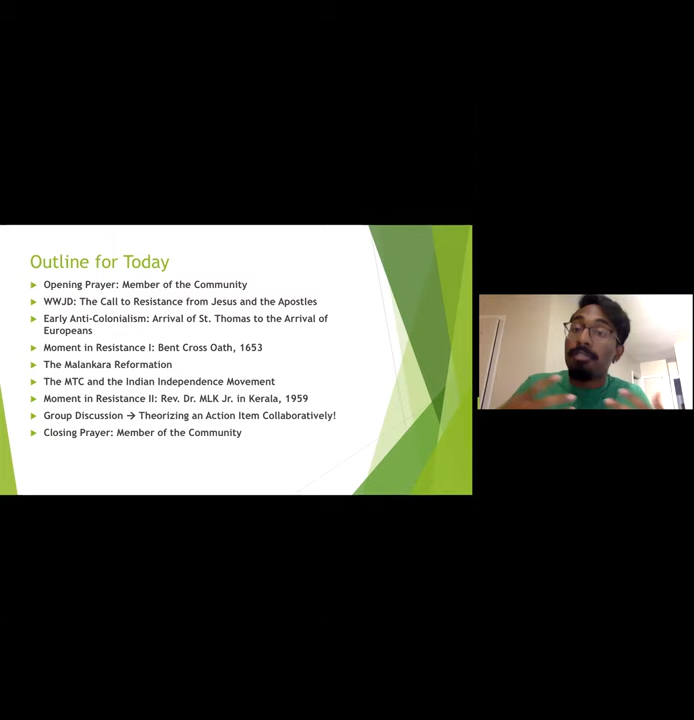 Outline for Today
Opening Prayer: Member of the Community
WWJD: The Call to Resistance from Jesus and the Apostles
Early Anti-Colonialism: Arrival of St. Thomas to the Arrival of
Europeans
Moment in Resistance I: Bent Cross Oath, 1653
The Malankara Reformation
The MTC and the Indian Independence Movement
Moment in Resistance II: Rev. Dr. MLK Jr. in Kerala, 1959
Group Discussion → Theorizing an Action Item Collaboratively!
Closing Prayer: Member of the Community